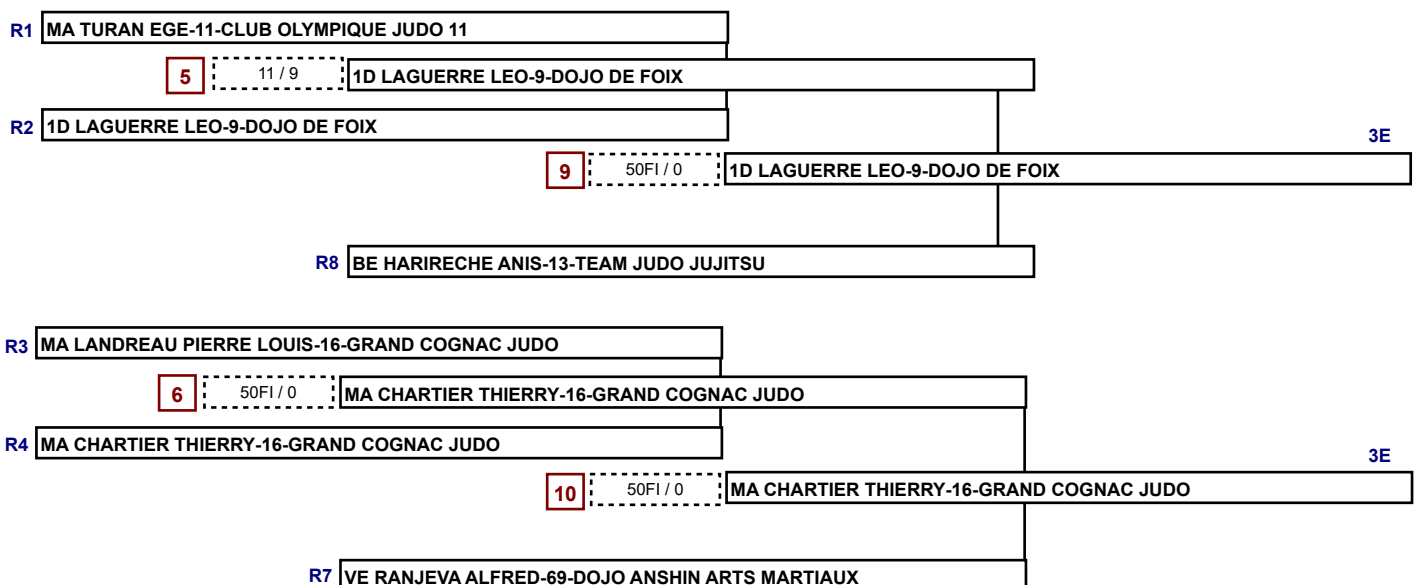 R1 MA TURAN EGE-11-CLUB OLYMPIQUE JUDO 11
5 11 / 9 1D LAGUERRE LEO-9-DOJO DE FOIX
R2 1D LAGUERRE LEO-9-DOJO DE FOIX
3E
9 50FI / 0 1D LAGUERRE LEO-9-DOJO DE FOIX
R8 BE HARIRECHE ANIS-13-TEAM JUDO JUJITSU
R3 MA LANDREAU PIERRE LOUIS-16-GRAND COGNAC JUDO
6 50FI / 0 MA CHARTIER THIERRY-16-GRAND COGNAC JUDO
R4 MA CHARTIER THIERRY-16-GRAND COGNAC JUDO
3E
10 50FI / 0 MA CHARTIER THIERRY-16-GRAND COGNAC JUDO
R7 VE RANJEVA ALFRED-69-DOJO ANSHIN ARTS MARTIAUX